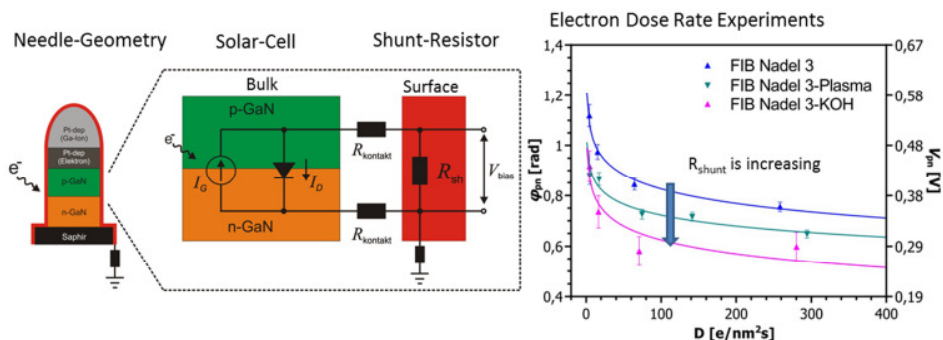 Needle-Geometry
Solar-Cell
Shunt-Resistor
Electron Dose Rate Experiments
Pt-dep
(Ga-Ion)
Pt-dep
(Elektron)
p-GaN
n-GaN
Saphir
e-
Bulk
p-GaN
e-
I_G
I_D
n-GaN
R_kontakt
R_kontakt
Surface
R_sh
V_bias
φ_pn [rad]
1,4
1,2
1,0
0,8
0,6
0,4
FIB Nadel 3
FIB Nadel 3-Plasma
FIB Nadel 3-KOH
R_shunt is increasing
0
100
200
300
400
D [e/nm²s]
0,67
0,58
0,48
0,38
0,29
0,19
V_pn [V]